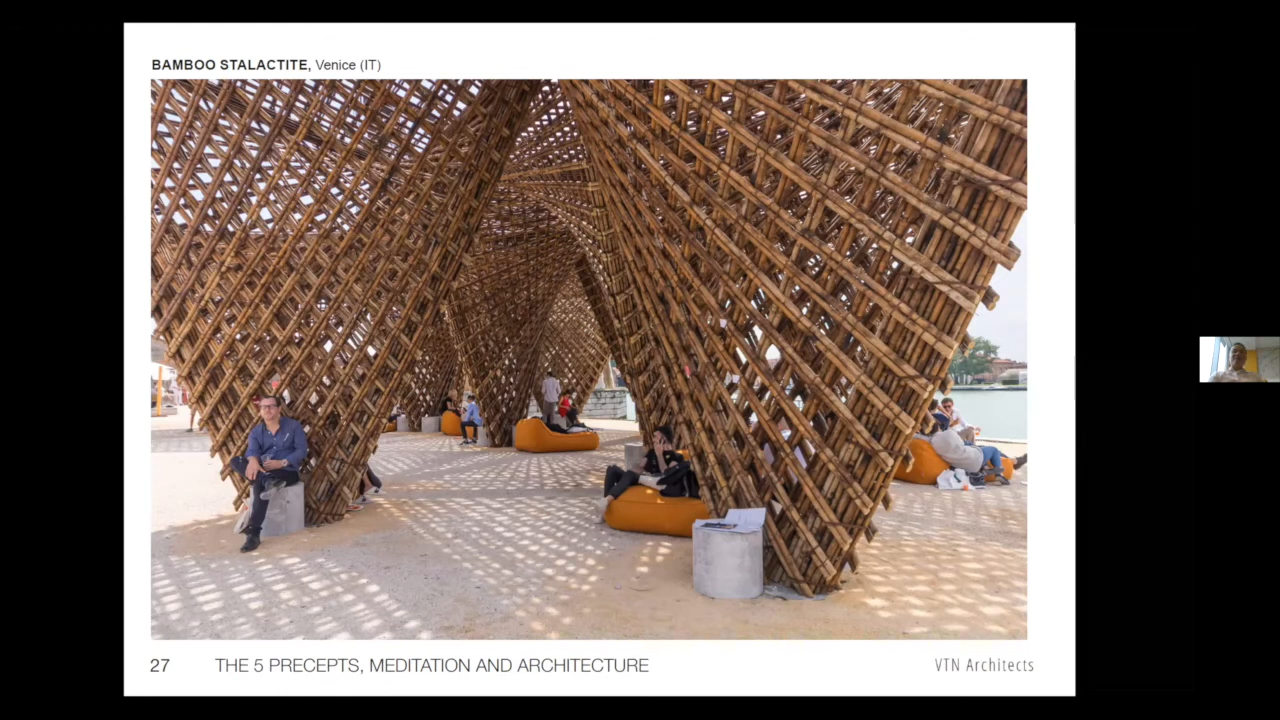 BAMBOO STALACTITE, Venice (IT)
27 THE 5 PRECEPTS, MEDITATION AND ARCHITECTURE VTN Architects